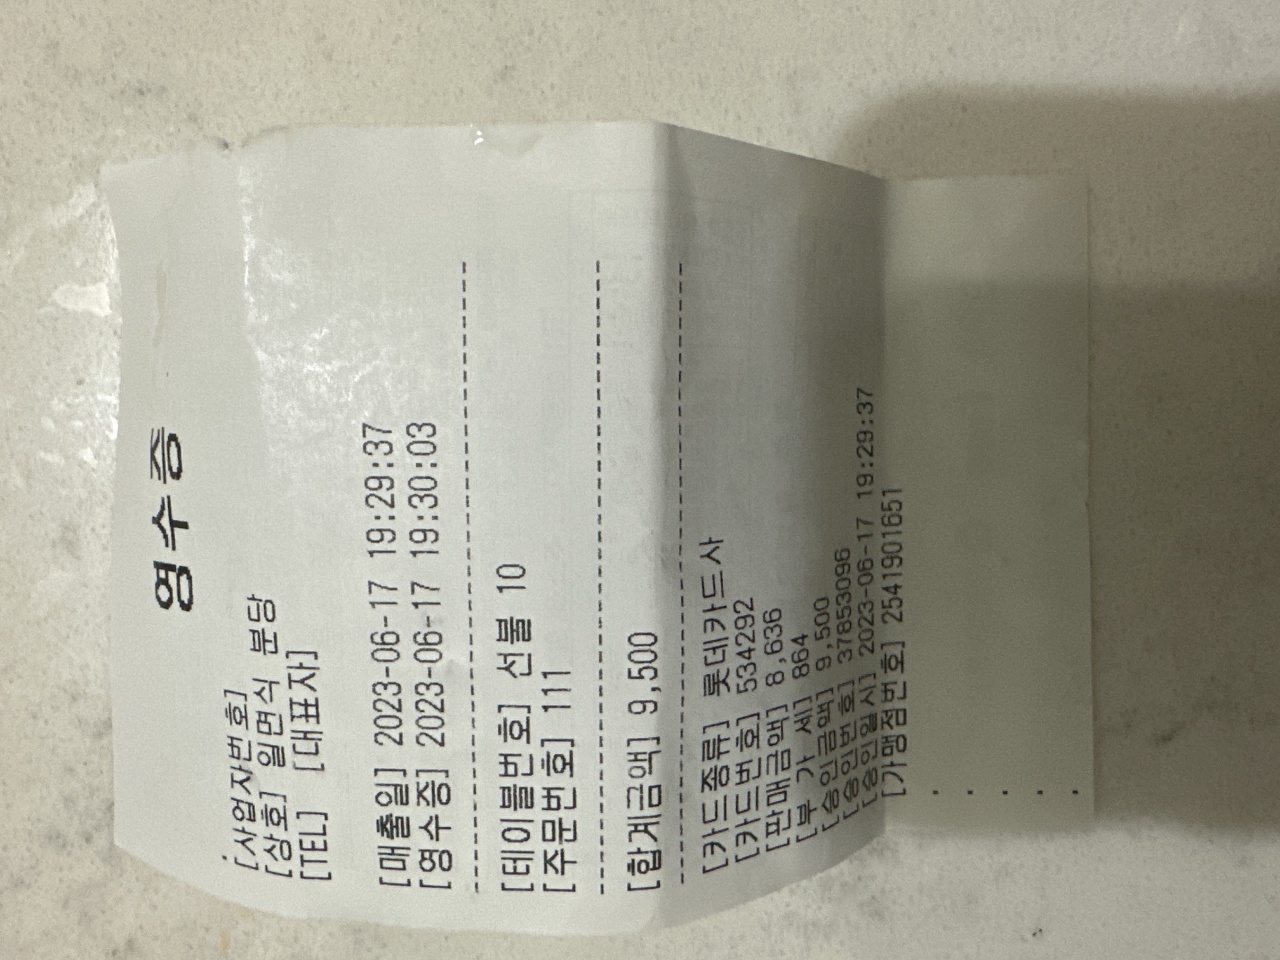 영수증
[사업자번호]
[상호] 일면식 분당
[TEL] [대표자]
[매출일] 2023-06-17 19:29:37
[영수증] 2023-06-17 19:30:03
--------------------------------
[테이블번호] 선불 10
[주문번호] 111
--------------------------------
[합계금액] 9,500
--------------------------------
[카드종류] 롯데카드사
[카드번호] 534292
[판매금액] 8,636
[부 가 세] 864
[승인금액] 9,500
[승인번호] 37853096
[승인일시] 2023-06-17 19:29:37
[가맹점번호] 2541901651
.
.
.
.
.